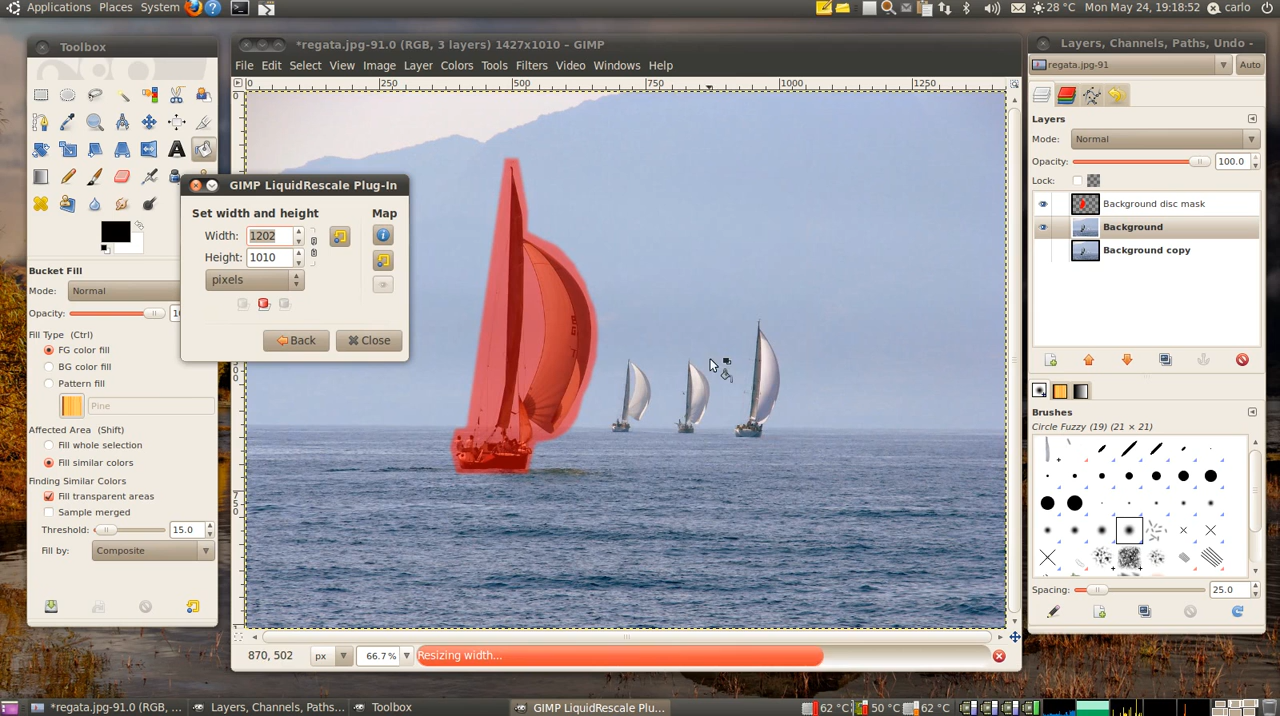 Applications Places System
28 °C Mon May 24, 19:18:52 carlo
Toolbox
*regata.jpg-91.0 (RGB, 3 layers) 1427x1010 – GIMP
Layers, Channels, Paths, Undo -
File Edit Select View Image Layer Colors Tools Filters Video Windows Help
regata.jpg-91 Auto
0 250 500 750 1000 1250
Layers
Mode: Normal
Opacity: 100.0
Lock:
Background disc mask
Background
Background copy
GIMP LiquidRescale Plug-In
Set width and height Map
Width: 1202
Height: 1010
pixels
Back Close
Bucket Fill
Mode: Normal
Opacity:
Fill Type (Ctrl)
FG color fill
BG color fill
Pattern fill
Pine
Affected Area (Shift)
Fill whole selection
Fill similar colors
Finding Similar Colors
Fill transparent areas
Sample merged
Threshold: 15.0
Fill by: Composite
Brushes
Circle Fuzzy (19) (21 × 21)
Spacing: 25.0
870, 502 px 66.7% Resizing width...
*regata.jpg-91.0 (RGB, ... Layers, Channels, Paths,... Toolbox GIMP LiquidRescale Plu... 62 °C 50 °C 62 °C